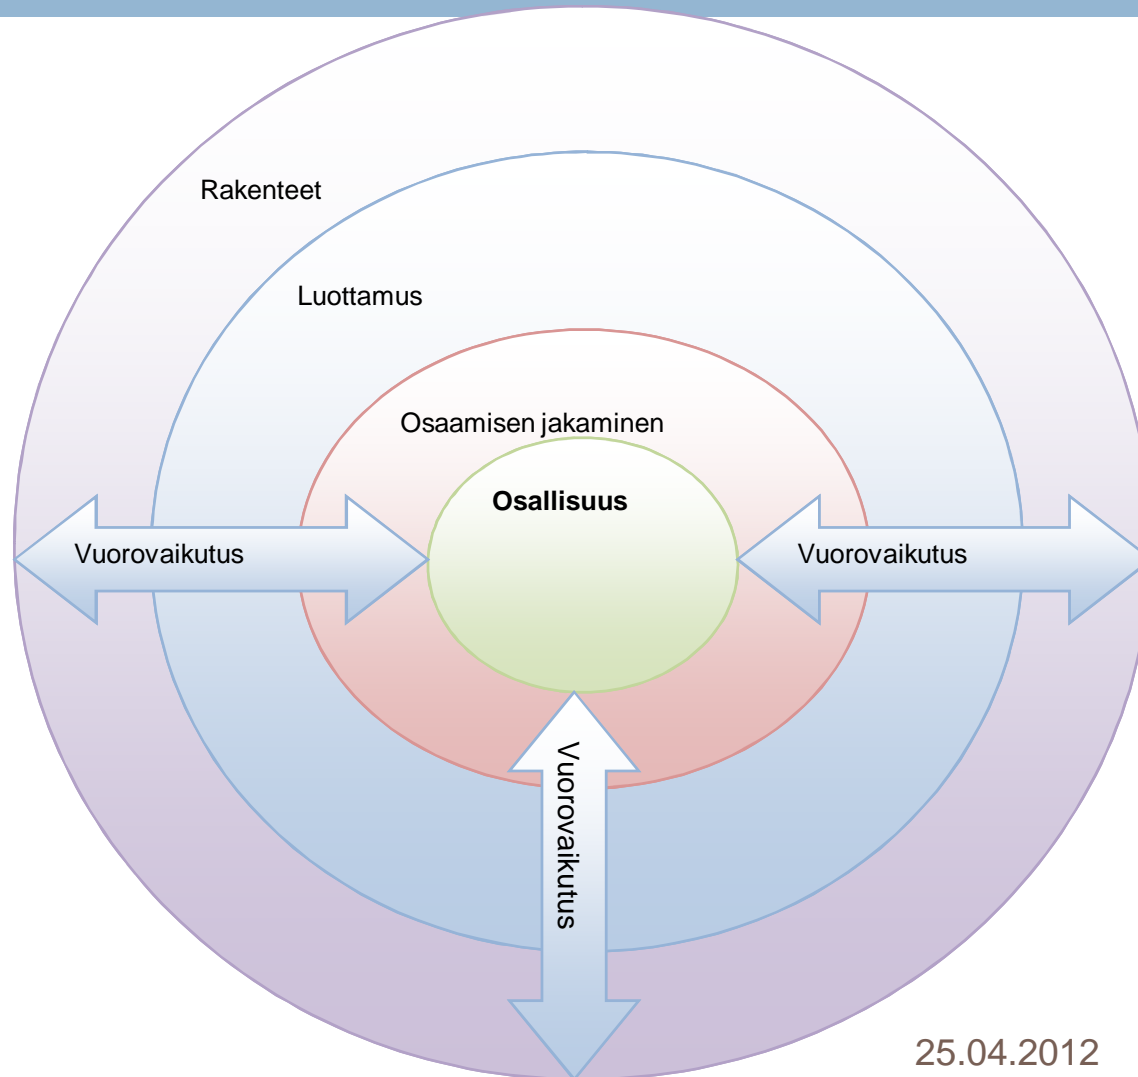 Rakenteet
Luottamus
Osaamisen jakaminen
Osallisuus
Vuorovaikutus
Vuorovaikutus
Vuorovaikutus
25.04.2012